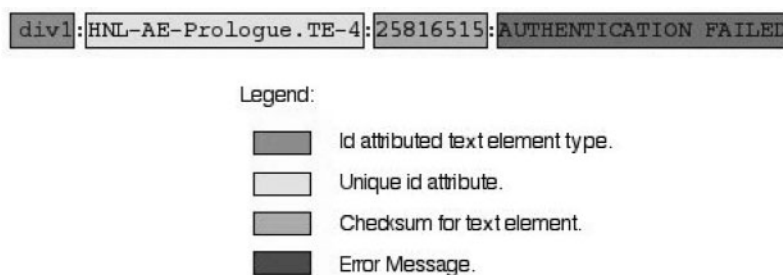 div1:HNL-AE-Prologue.TE-4:25816515:AUTHENTICATION FAILED
Legend:
Id attributed text element type.
Unique id attribute.
Checksum for text element.
Error Message.